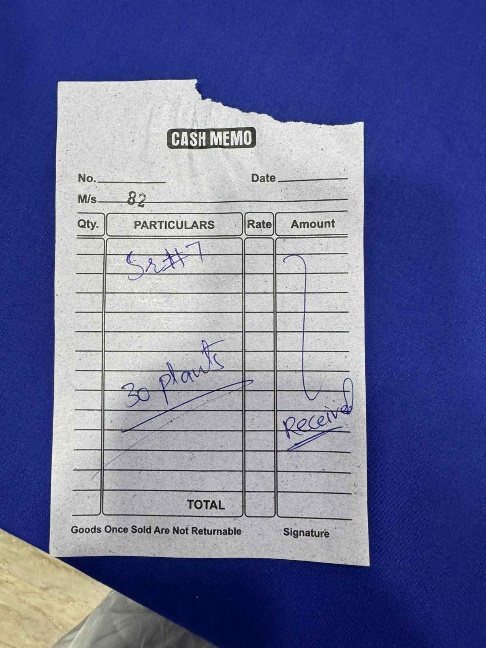 CASH MEMO
No. Date
M/s. 82
Qty. PARTICULARS Rate Amount
Sr#7
30 plants
Received
TOTAL
Goods Once Sold Are Not Returnable Signature